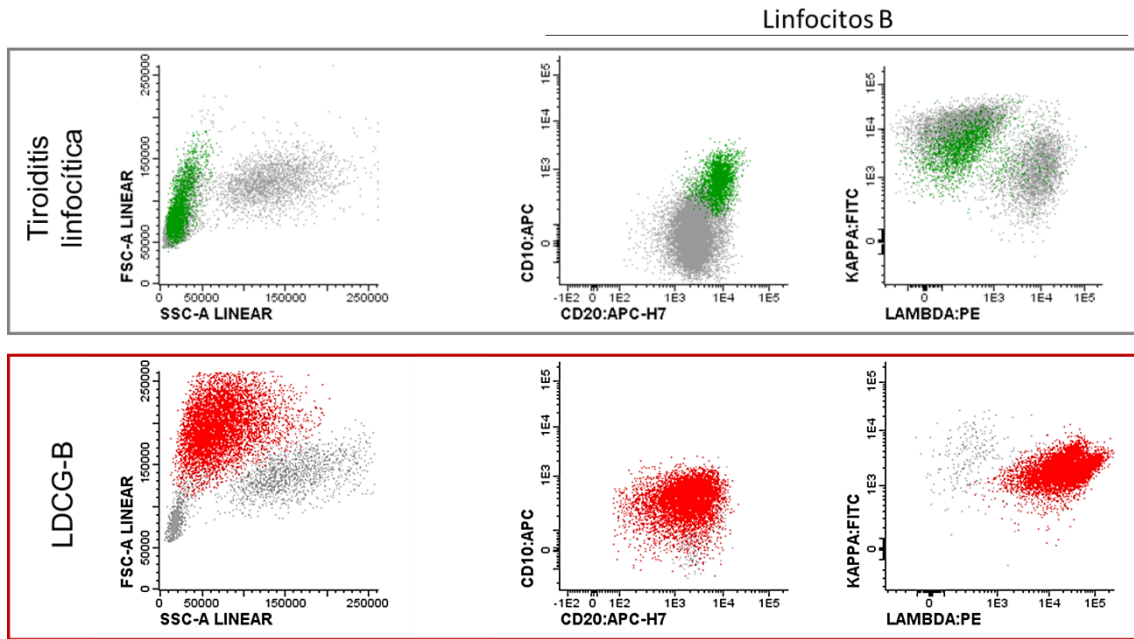 Linfocitos B
Tiroiditis
linfocítica
FSC-A LINEAR
0 50000 150000 250000
0 50000 150000 250000
SSC-A LINEAR
CD10:APC
0 1E3 1E4 1E5
-1E2 0 1E2 1E3 1E4 1E5
CD20:APC-H7
KAPPA:FITC
0 1E3 1E4 1E5
0 1E3 1E4 1E5
LAMBDA:PE
LDCG-B
FSC-A LINEAR
0 50000 150000 250000
0 50000 150000 250000
SSC-A LINEAR
CD10:APC
0 1E3 1E4 1E5
-1E2 0 1E2 1E3 1E4 1E5
CD20:APC-H7
KAPPA:FITC
0 1E3 1E4 1E5
0 1E3 1E4 1E5
LAMBDA:PE